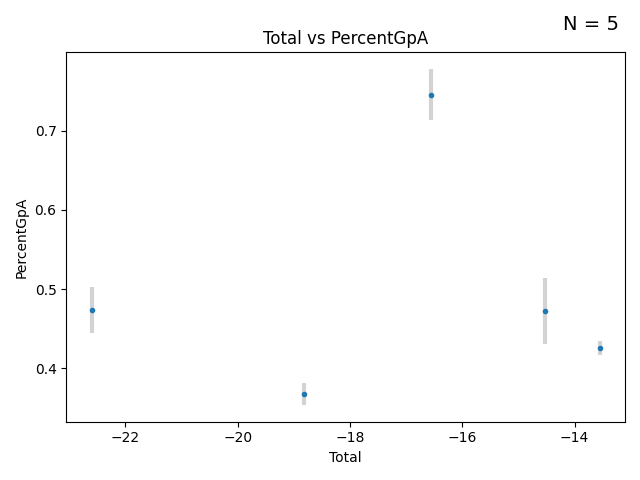 N = 5
Total vs PercentGpA
PercentGpA
0.7
0.6
0.5
0.4
−22 −20 −18 −16 −14
Total